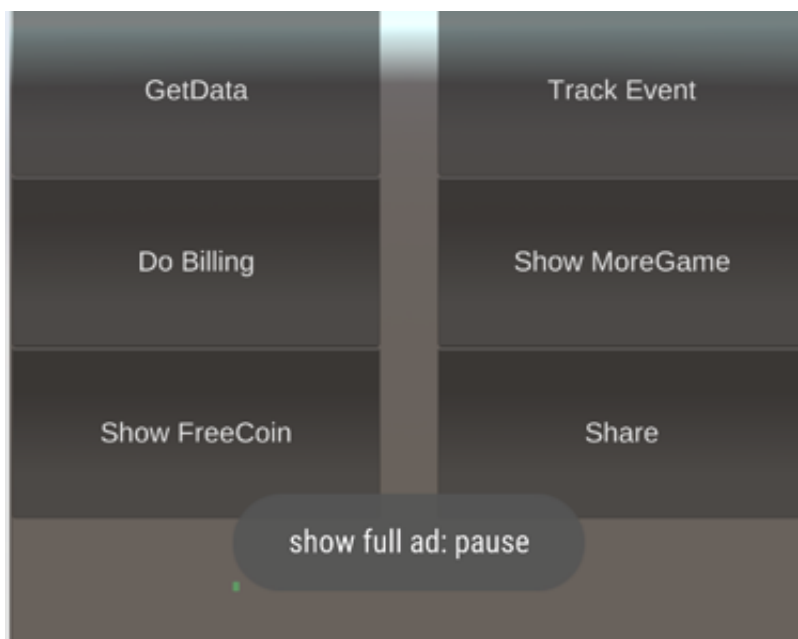 GetData
Track Event
Do Billing
Show MoreGame
Show FreeCoin
Share
show full ad: pause